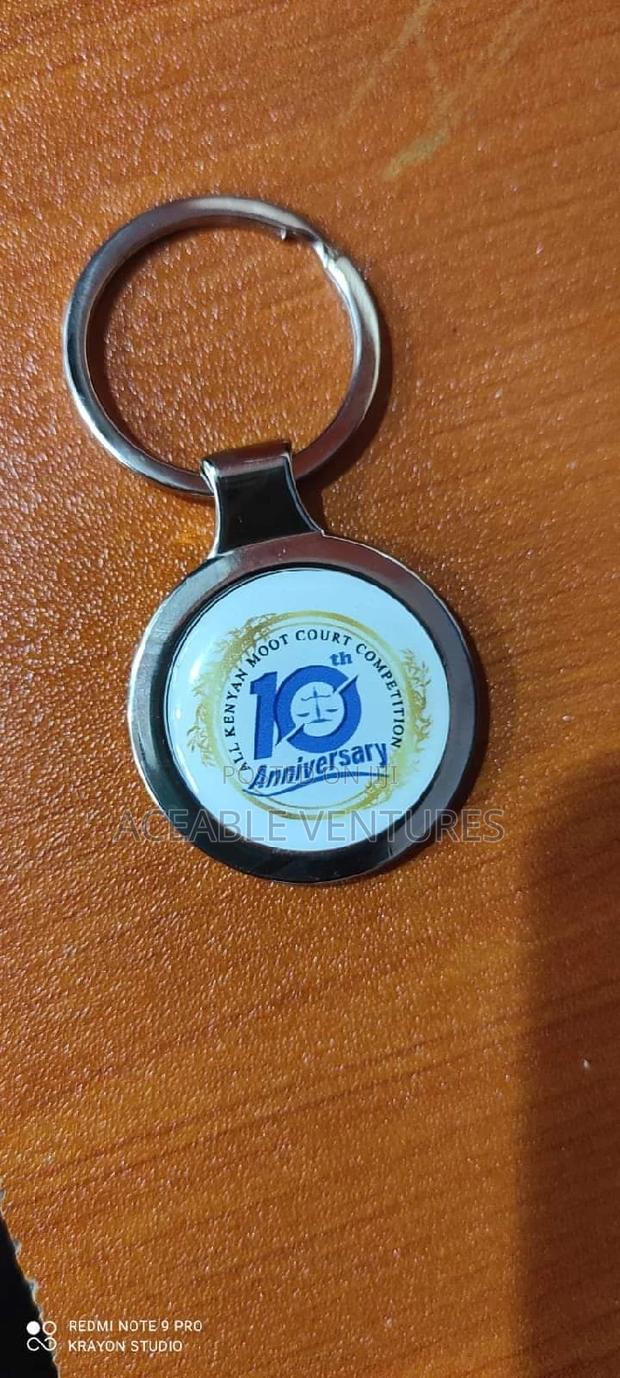 ALL KENYAN MOOT COURT COMPETITION
10th
Anniversary
POSTED ON JIJI
ACEABLE VENTURES
REDMI NOTE 9 PRO
KRAYON STUDIO